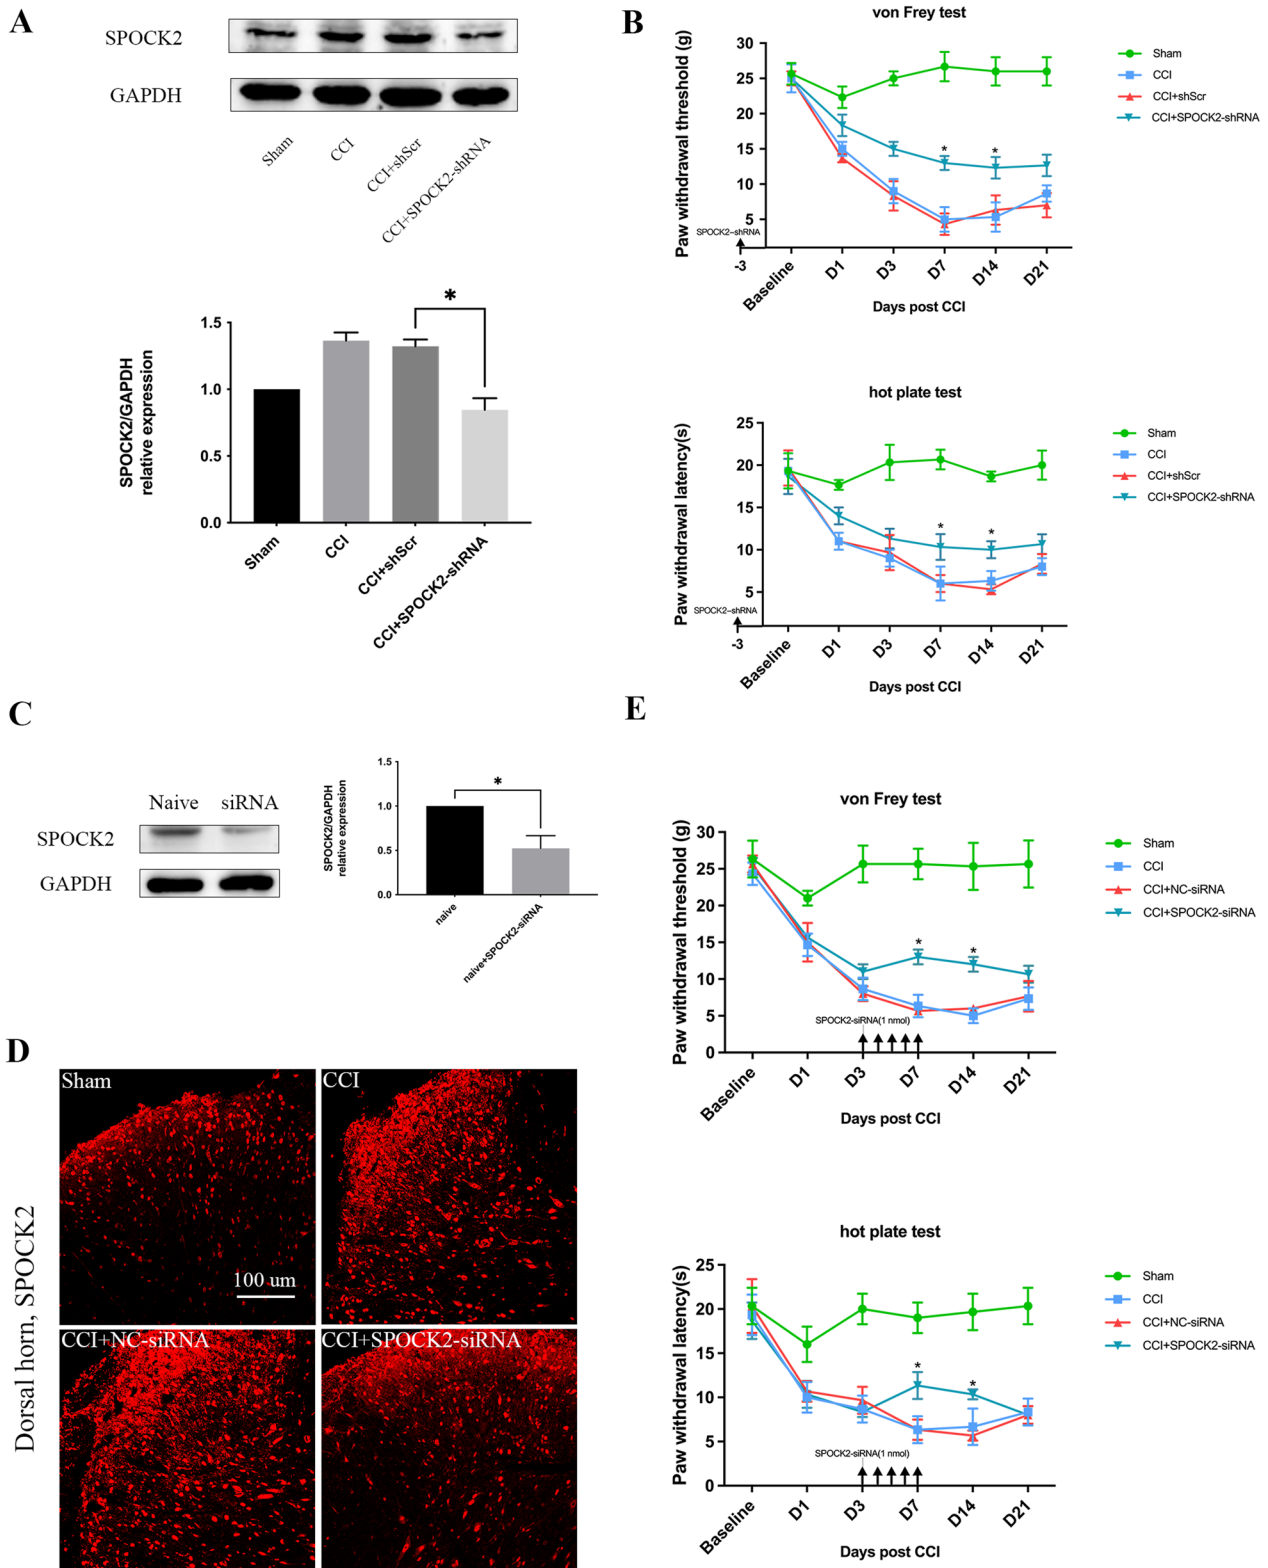 A
SPOCK2
GAPDH
Sham
CCI
CCI+shScr
CCI+SPOCK2-shRNA
1.5
1.0
0.5
0.0
SPOCK2/GAPDH
relative expression
*
Sham
CCI
CCI+shScr
CCI+SPOCK2-shRNA
B
von Frey test
Paw withdrawal threshold (g)
30
25
20
15
10
5
* *
SPOCK2–shRNA
-3
Baseline
D1
D3
D7
D14
D21
Days post CCI
Sham
CCI
CCI+shScr
CCI+SPOCK2-shRNA
hot plate test
Paw withdrawal latency(s)
25
20
15
10
5
* *
SPOCK2–shRNA
-3
Baseline
D1
D3
D7
D14
D21
Days post CCI
Sham
CCI
CCI+shScr
CCI+SPOCK2-shRNA
C
Naive siRNA
SPOCK2
GAPDH
SPOCK2/GAPDH
relative expression
1.5
1.0
0.5
0.0
*
naive
naive+SPOCK2-siRNA
D
Dorsal horn, SPOCK2
Sham
CCI
100 um
CCI+NC-siRNA
CCI+SPOCK2-siRNA
E
von Frey test
Paw withdrawal threshold (g)
30
25
20
15
10
5
0
* *
SPOCK2-siRNA(1 nmol)
Baseline
D1
D3
D7
D14
D21
Days post CCI
Sham
CCI
CCI+NC-siRNA
CCI+SPOCK2-siRNA
hot plate test
Paw withdrawal latency(s)
25
20
15
10
5
0
* *
SPOCK2-siRNA(1 nmol)
Baseline
D1
D3
D7
D14
D21
Days post CCI
Sham
CCI
CCI+NC-siRNA
CCI+SPOCK2-siRNA